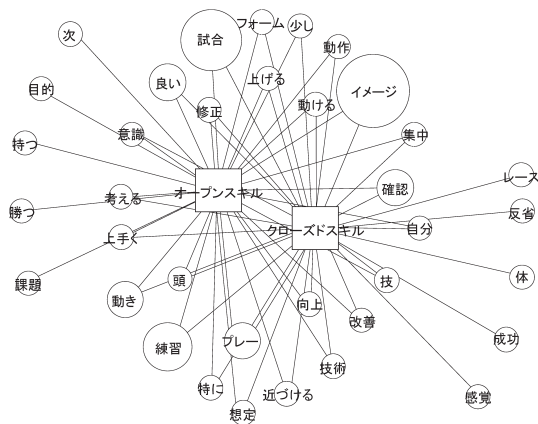 フォーム
少し
次
試合
動作
良い
上げる
イメージ
目的
修正
動ける
意識
集中
持つ
レース
考える
オープンスキル
確認
勝つ
反省
上手く
クローズドスキル
自分
課題
頭
技
体
動き
向上
改善
練習
プレー
成功
技術
特に
近づける
感覚
想定